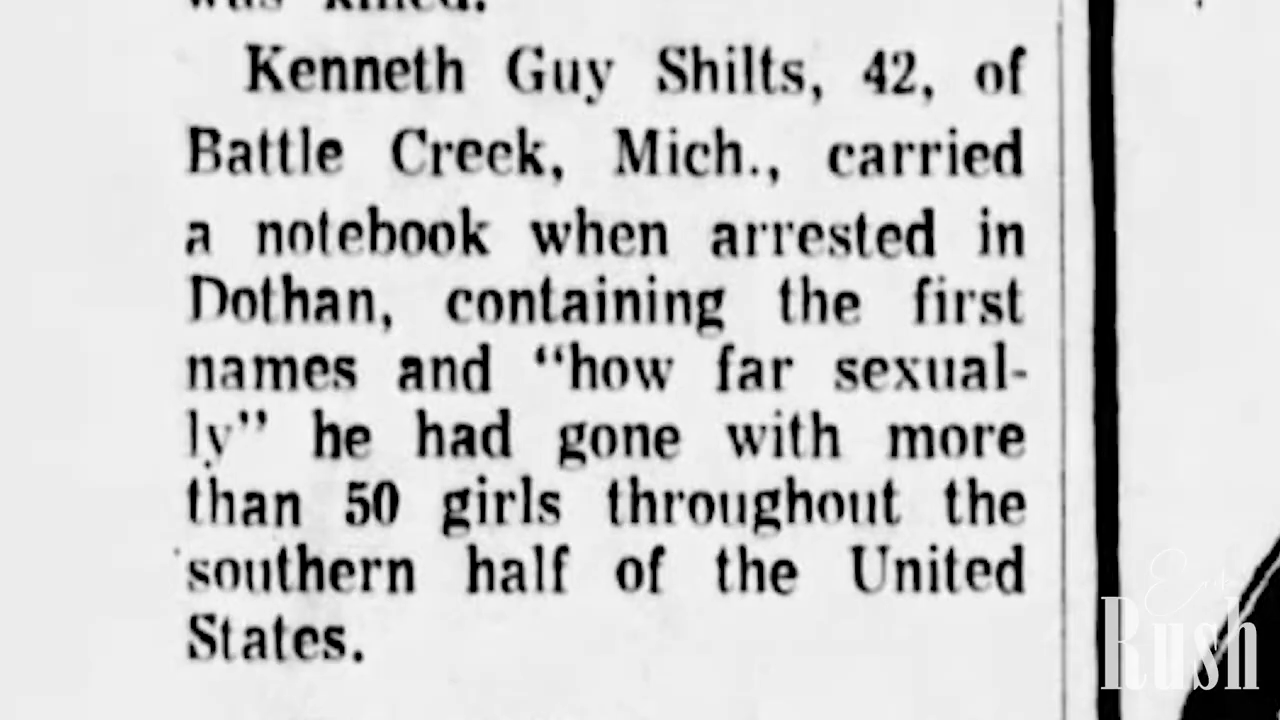 was killed.
Kenneth Guy Shilts, 42, of
Battle Creek, Mich., carried
a notebook when arrested in
Dothan, containing the first
names and “how far sexual-
ly” he had gone with more
than 50 girls throughout the
southern half of the United
States.
Rush